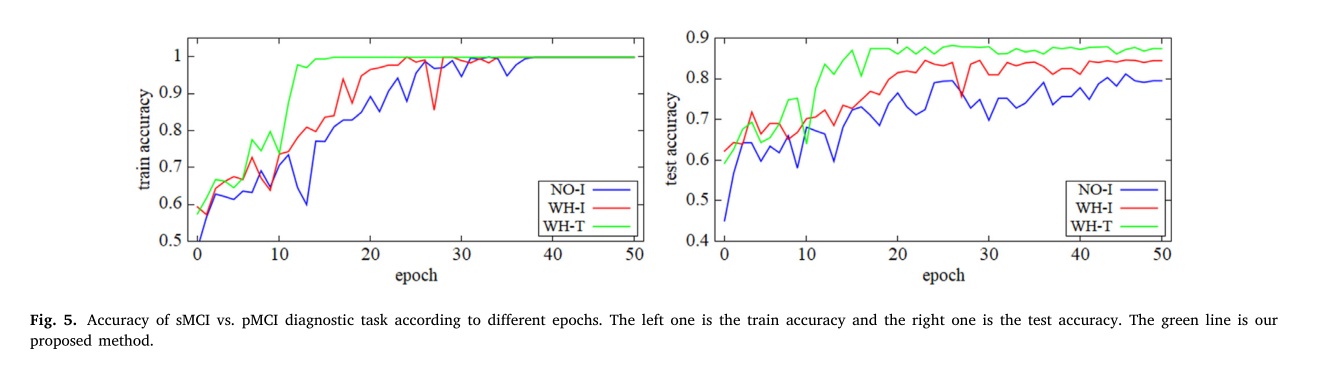 1
0.9
0.8
0.7
0.6
0.5
train accuracy
0 10 20 30 40 50
epoch
NO-I
WH-I
WH-T
0.9
0.8
0.7
0.6
0.5
0.4
test accuracy
0 10 20 30 40 50
epoch
NO-I
WH-I
WH-T
Fig. 5. Accuracy of sMCI vs. pMCI diagnostic task according to different epochs. The left one is the train accuracy and the right one is the test accuracy. The green line is our
proposed method.